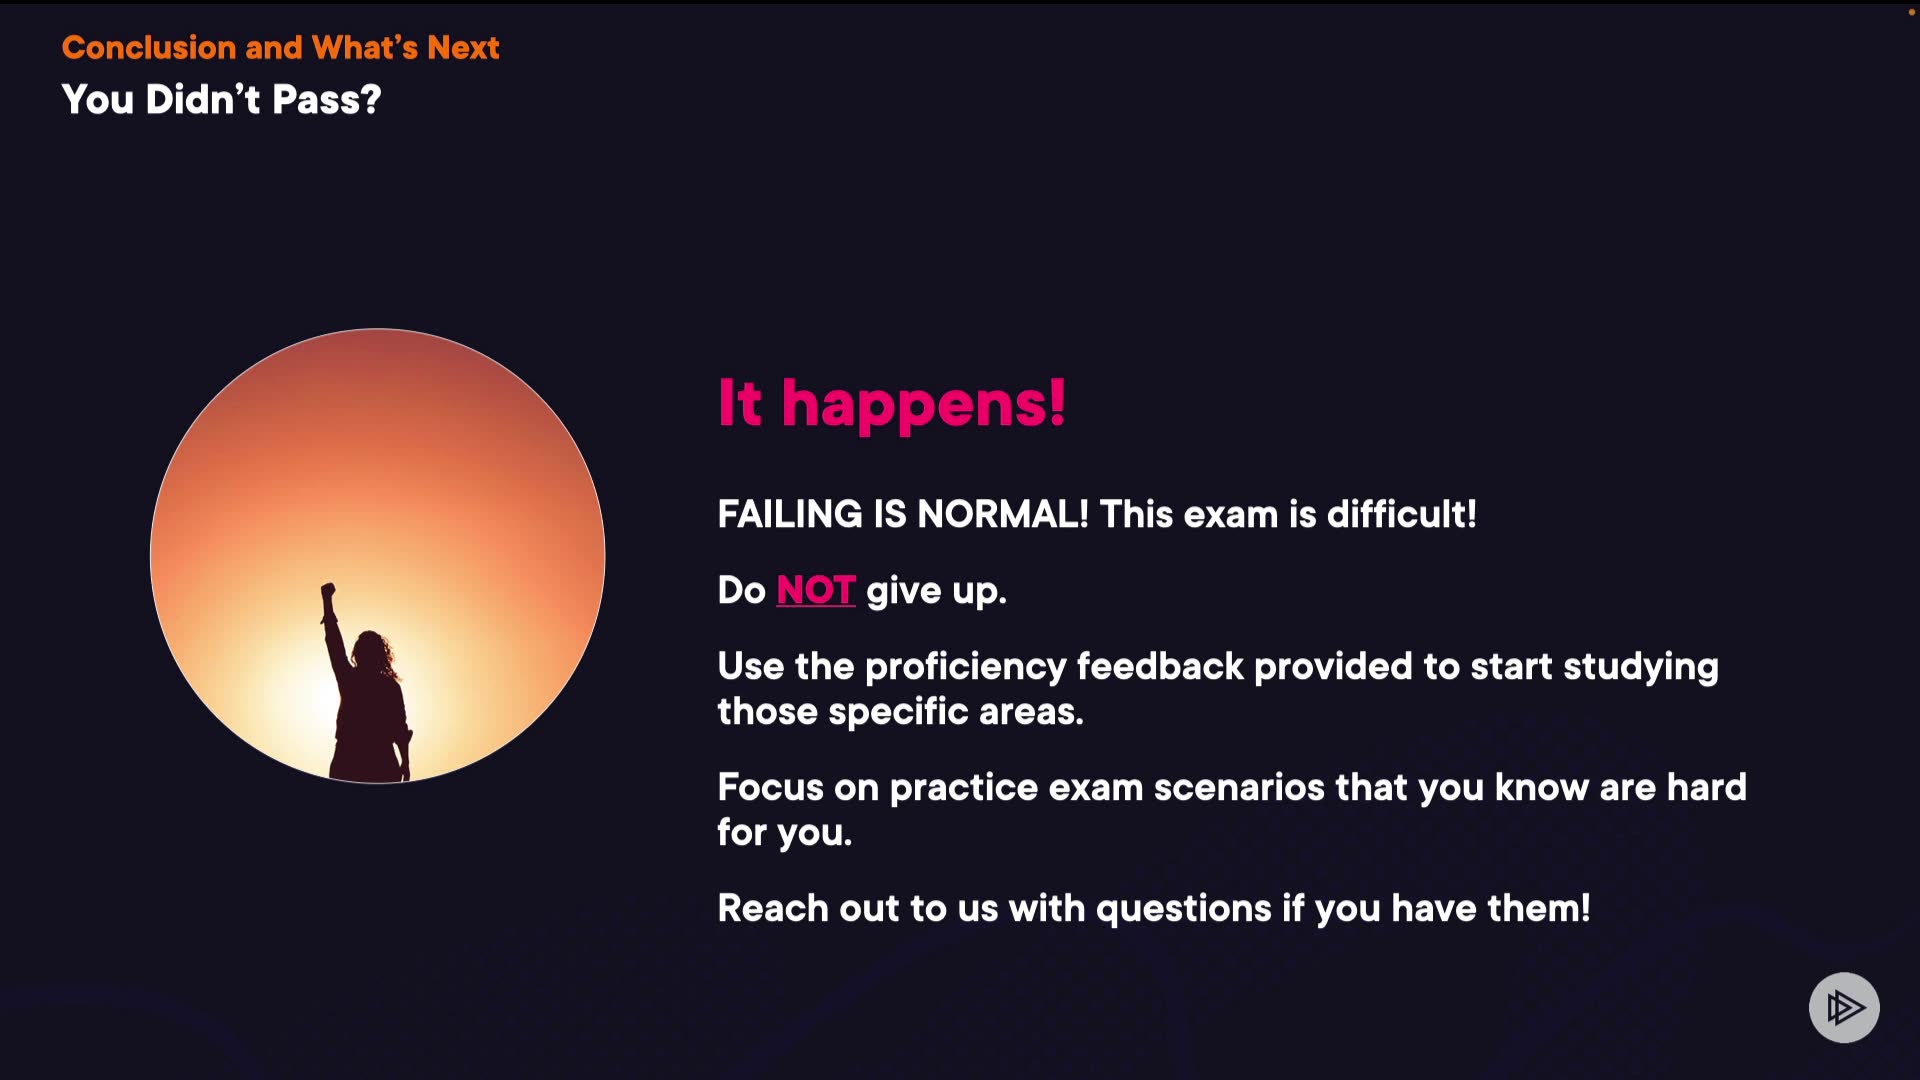 Conclusion and What’s Next
You Didn’t Pass?
It happens!
FAILING IS NORMAL! This exam is difficult!
Do NOT give up.
Use the proficiency feedback provided to start studying
those specific areas.
Focus on practice exam scenarios that you know are hard
for you.
Reach out to us with questions if you have them!